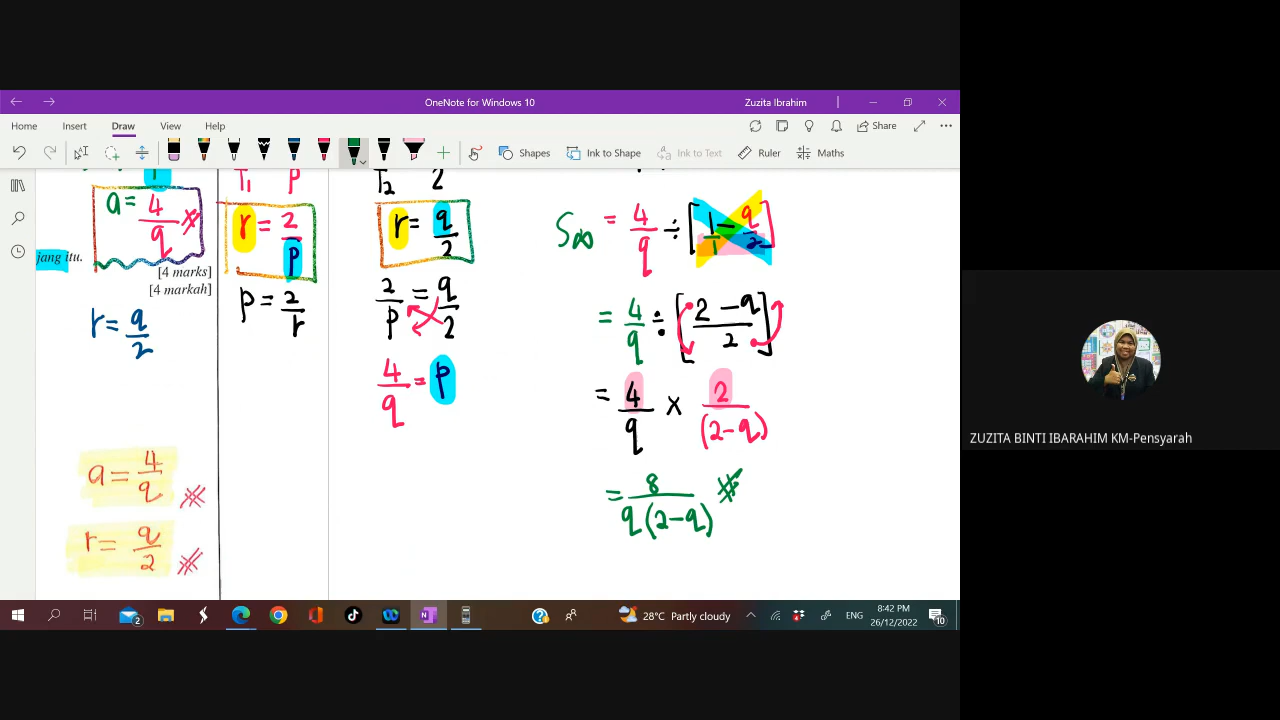 OneNote for Windows 10
Zuzita Ibrahim
Home Insert Draw View Help
Share
Shapes
Ink to Shape
Ink to Text
Ruler
Maths
a = 4/q
jang itu.
[4 marks]
[4 markah]
r = q/2
a = 4/q
r = q/2
T₁ P
r = 2/P
P = 2/r
T₂ 2
r = q/2
2/P = q/2
4/q = P
S∞ = 4/q ÷ [1/1 − q/2]
= 4/q ÷ [2 − q/2]
= 4/q × 2/(2−q)
= 8/q(2−q)
ZUZITA BINTI IBARAHIM KM-Pensyarah
2
28°C Partly cloudy
ENG
8:42 PM
26/12/2022
10